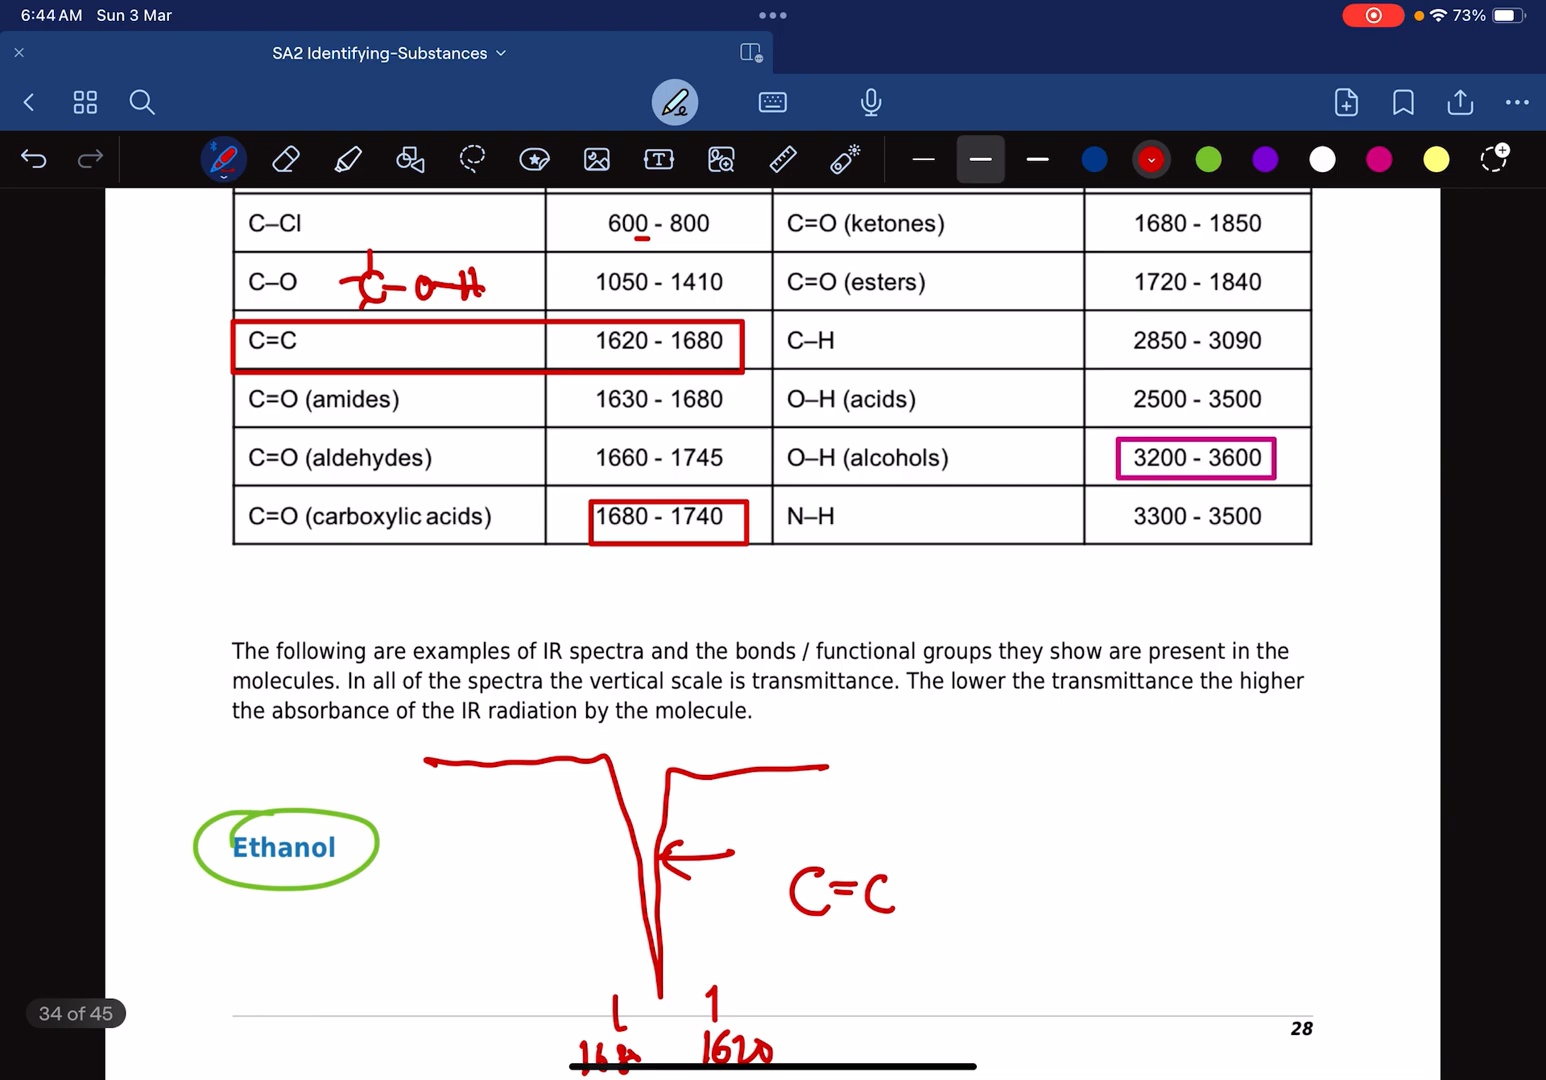 6:44 AM Sun 3 Mar
73%
SA2 Identifying-Substances
C–Cl 600 - 800 C=O (ketones) 1680 - 1850
C–O C-O-H 1050 - 1410 C=O (esters) 1720 - 1840
C=C 1620 - 1680 C–H 2850 - 3090
C=O (amides) 1630 - 1680 O–H (acids) 2500 - 3500
C=O (aldehydes) 1660 - 1745 O–H (alcohols) 3200 - 3600
C=O (carboxylic acids) 1680 - 1740 N–H 3300 - 3500
The following are examples of IR spectra and the bonds / functional groups they show are present in the
molecules. In all of the spectra the vertical scale is transmittance. The lower the transmittance the higher
the absorbance of the IR radiation by the molecule.
Ethanol
C=C
34 of 45
28
1620